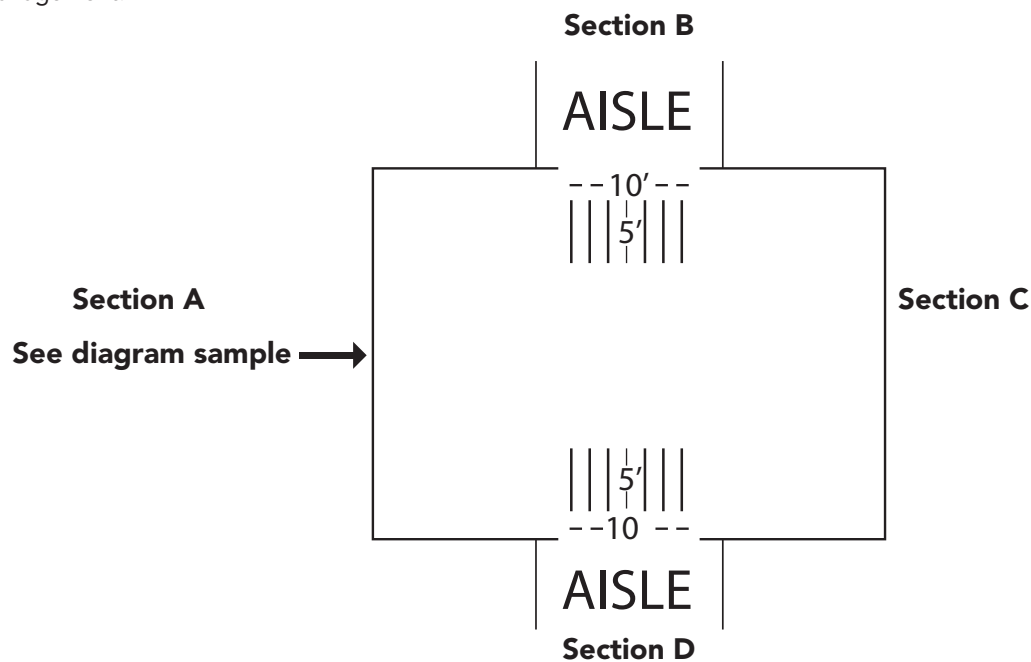 Section B
AISLE
--10'--
5'
Section A
Section C
See diagram sample
5'
--10 --
AISLE
Section D